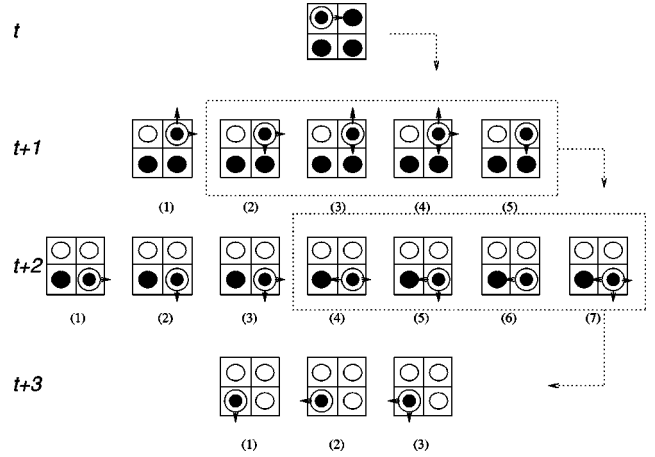 t
t+1
(1) (2) (3) (4) (5)
t+2
(1) (2) (3) (4) (5) (6) (7)
t+3
(1) (2) (3)